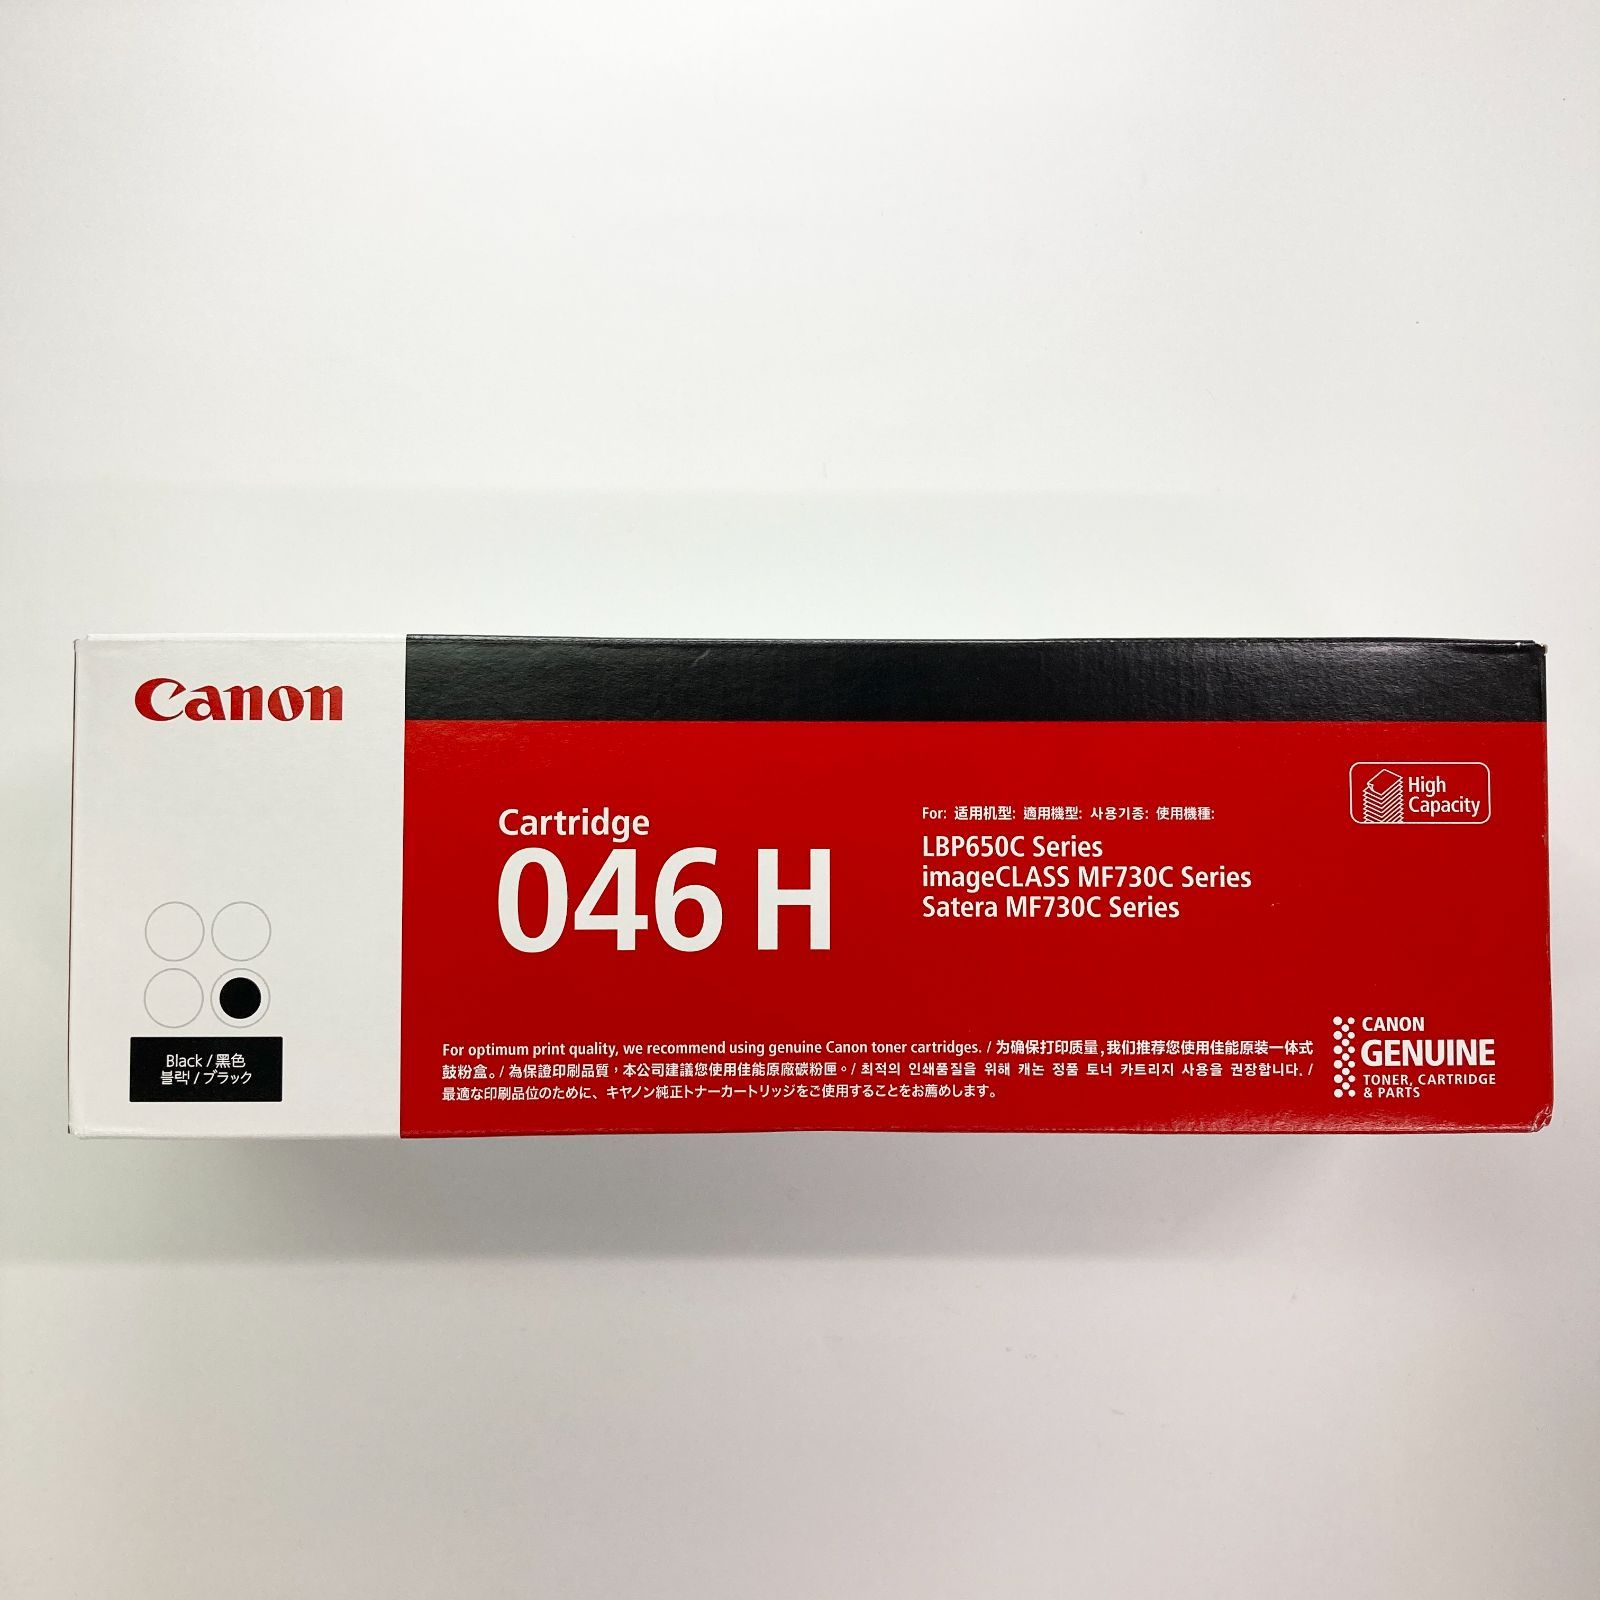 Canon
Cartridge
046 H
For: 适用机型: 適用機型: 사용기종: 使用機種:
LBP650C Series
imageCLASS MF730C Series
Satera MF730C Series
High
Capacity
Black / 黑色
블랙 / ブラック
For optimum print quality, we recommend using genuine Canon toner cartridges. / 为确保打印质量,我们推荐您使用佳能原装一体式
鼓粉盒。/ 為保證印刷品質，本公司建議您使用佳能原廠碳粉匣。/ 최적의 인쇄품질을 위해 캐논 정품 토너 카트리지 사용을 권장합니다. /
最適な印刷品位のために、キヤノン純正トナーカートリッジをご使用することをお薦めします。
CANON
GENUINE
TONER, CARTRIDGE
& PARTS